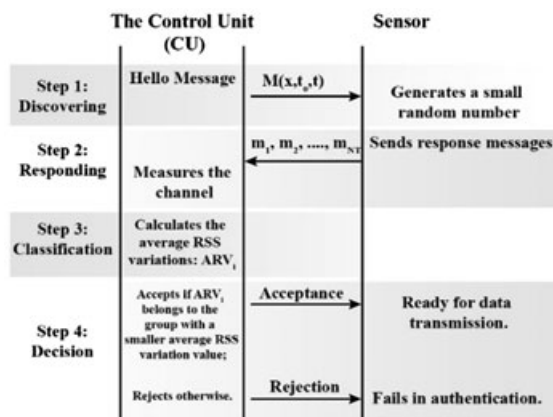 The Control Unit
(CU)
Sensor
Step 1:
Discovering
Hello Message
M(x,t₀,t)
Generates a small
random number
Step 2:
Responding
Measures the
channel
m₁, m₂, ...., mNT
Sends response messages
Step 3:
Classification
Calculates the
average RSS
variations: ARVᵢ
Step 4:
Decision
Accepts if ARVᵢ
belongs to the
group with a
smaller average RSS
variation value;
Acceptance
Ready for data
transmission.
Rejects otherwise.
Rejection
Fails in authentication.